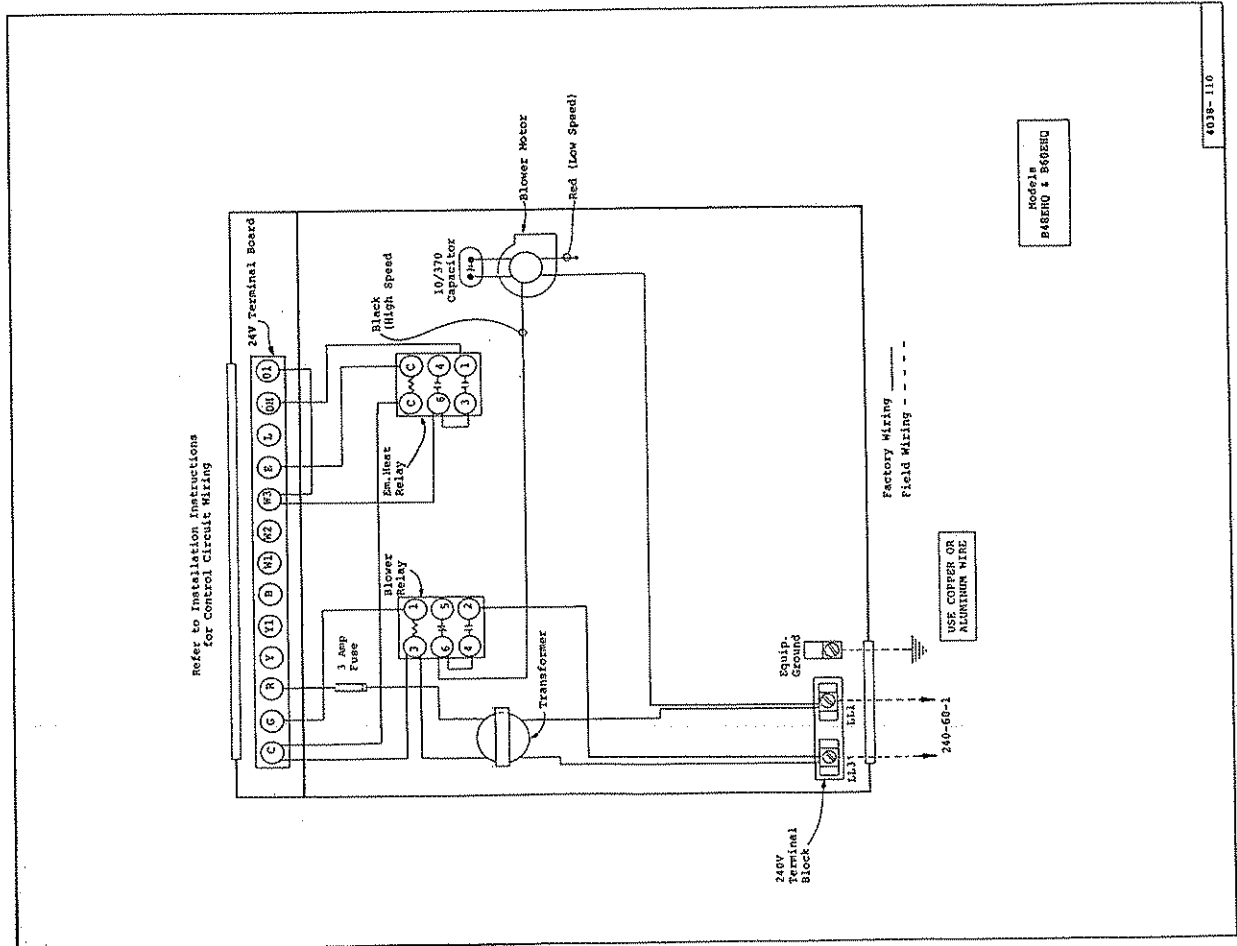 Refer to Installation Instructions
for Control Circuit Wiring
24V Terminal Board
C G R Y Y1 B W1 W2 W3 E L DH O1
3 Amp
Fuse
Blower
Relay
1 5 2
3 6 4
Em.Heat
Relay
C 4 1
C 6 3
Black
(High Speed
10/370
Capacitor
Blower Motor
Red (Low Speed)
Transformer
Equip.
Ground
LL3
LL1
240V
Terminal
Block
240-60-1
Factory Wiring
Field Wiring
USE COPPER OR
ALUMINUM WIRE
Models
B48EHQ & B60EHQ
4038-110